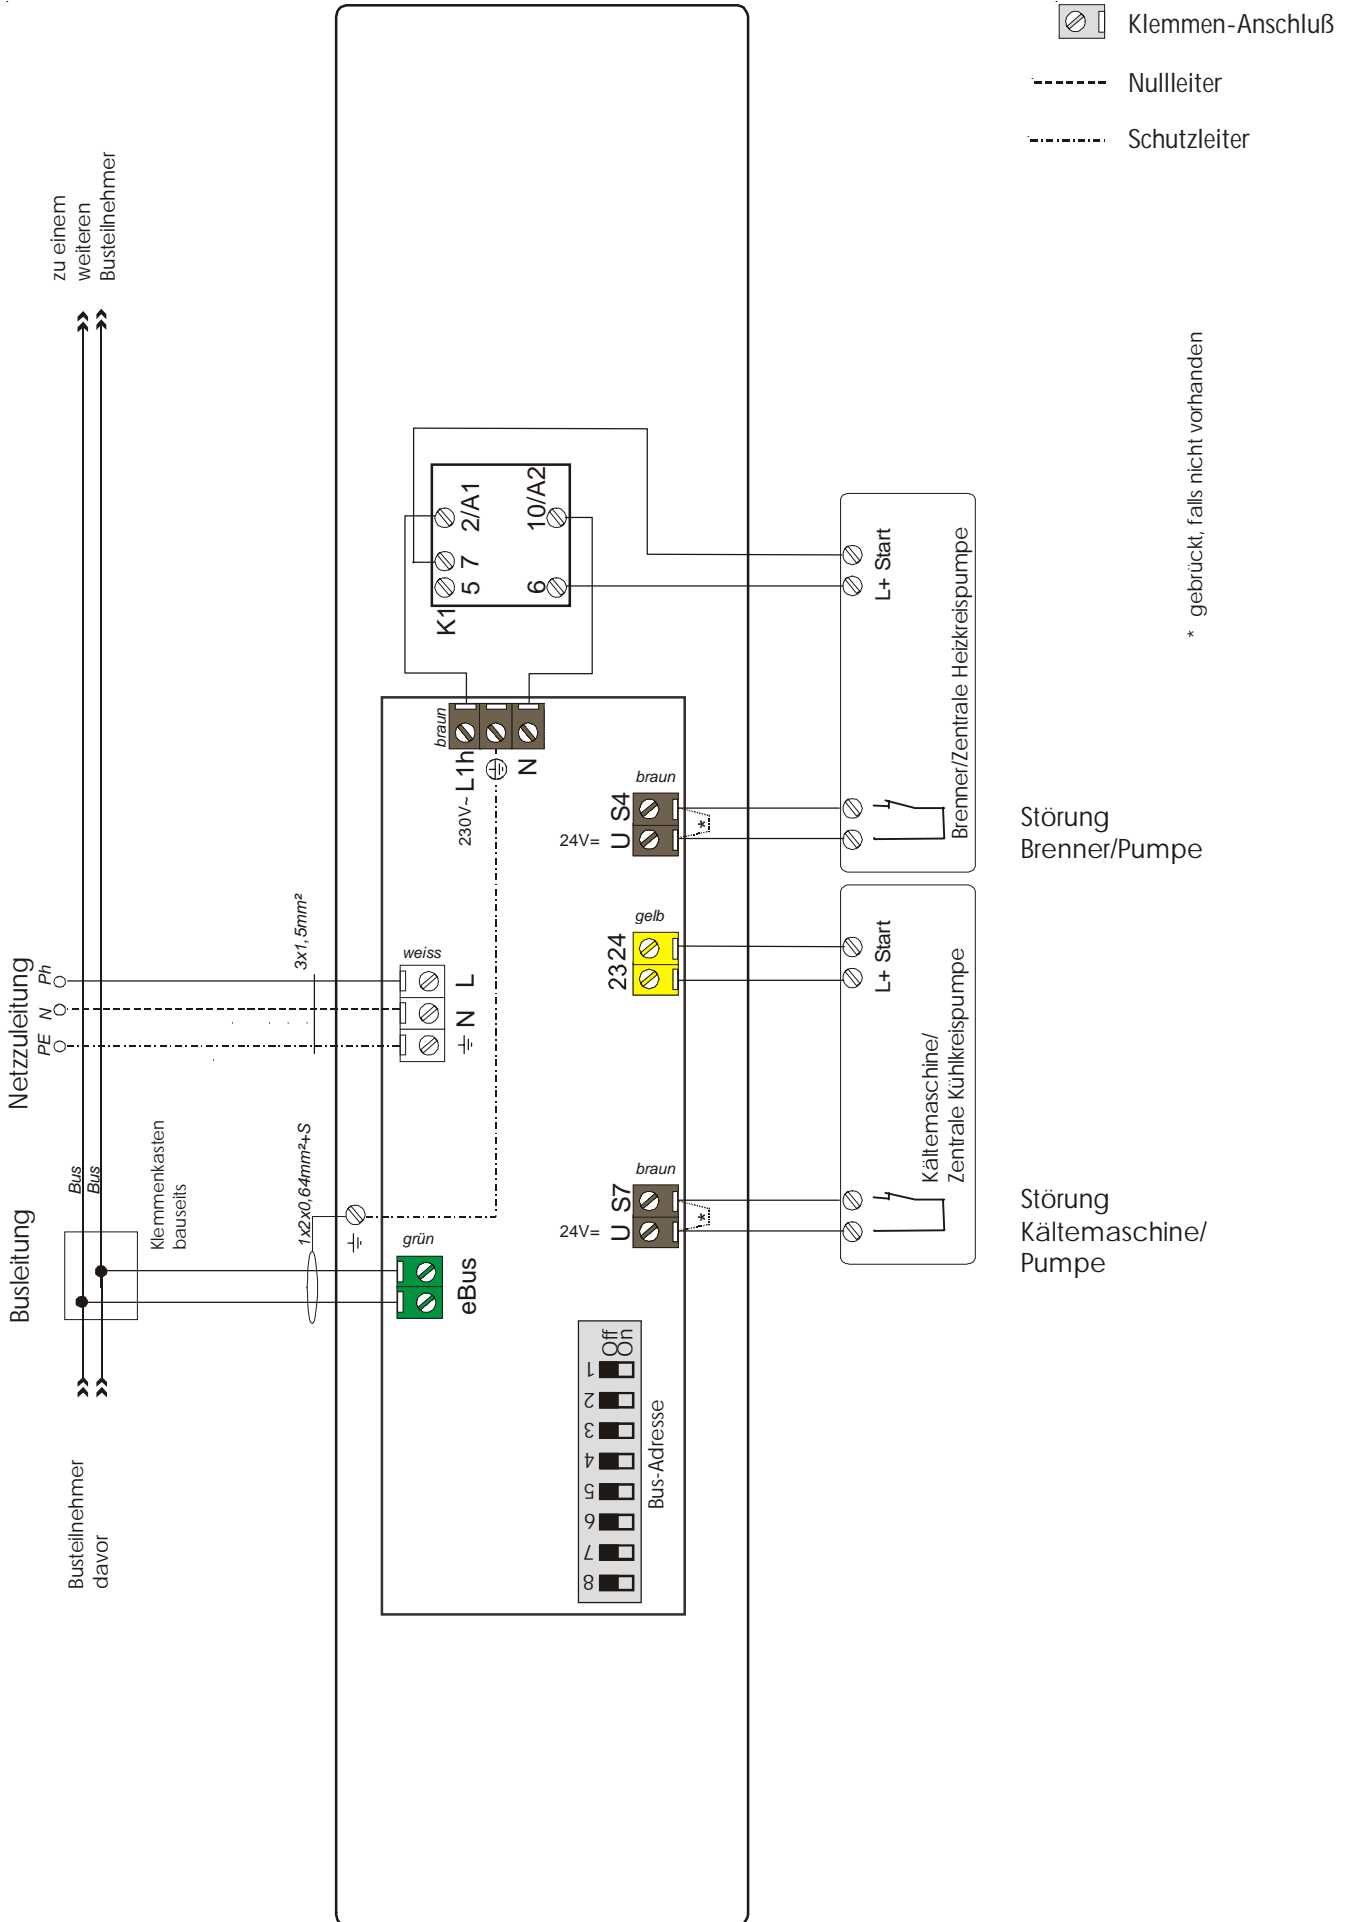 Klemmen-Anschluß
Nullleiter
Schutzleiter
zu einem
weiteren
Busteilnehmer
* gebrückt, falls nicht vorhanden
K1
2/A1
7
5
10/A2
6
braun
230V~ L1h
N
L+ Start
Brenner/Zentrale Heizkreispumpe
braun
24V=
U S4
*
Störung
Brenner/Pumpe
Netzzuleitung
Ph
N
PE
3x1,5mm²
weiss
L
N
gelb
23 24
L+ Start
Kältemaschine/
Zentrale Kühlkreispumpe
Busleitung
Bus
Bus
Klemmenkasten
bauseits
1x2x0,64mm²+S
grün
eBus
braun
24V=
U S7
*
Störung
Kältemaschine/
Pumpe
Off
On
1
2
3
4
5
6
7
8
Bus-Adresse
Busteilnehmer
davor